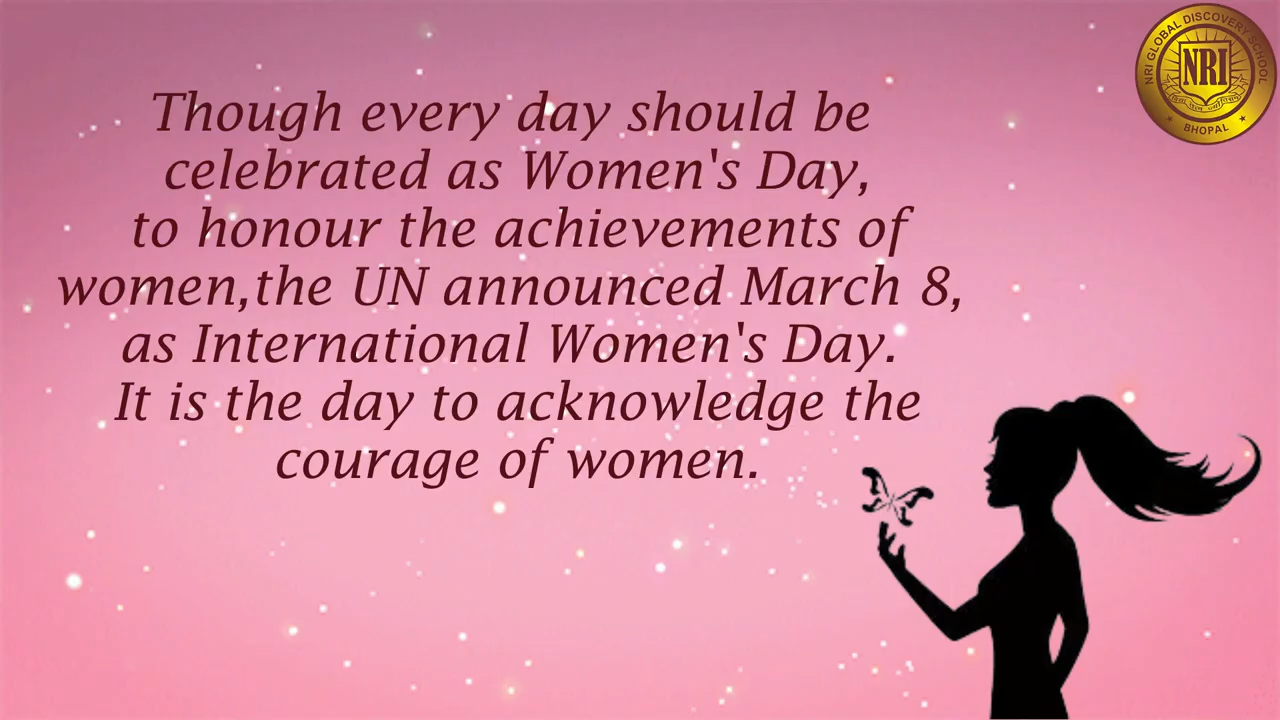 Though every day should be
celebrated as Women's Day,
to honour the achievements of
women,the UN announced March 8,
as International Women's Day.
It is the day to acknowledge the
courage of women.
NRI GLOBAL DISCOVERY SCHOOL
NRI
BHOPAL